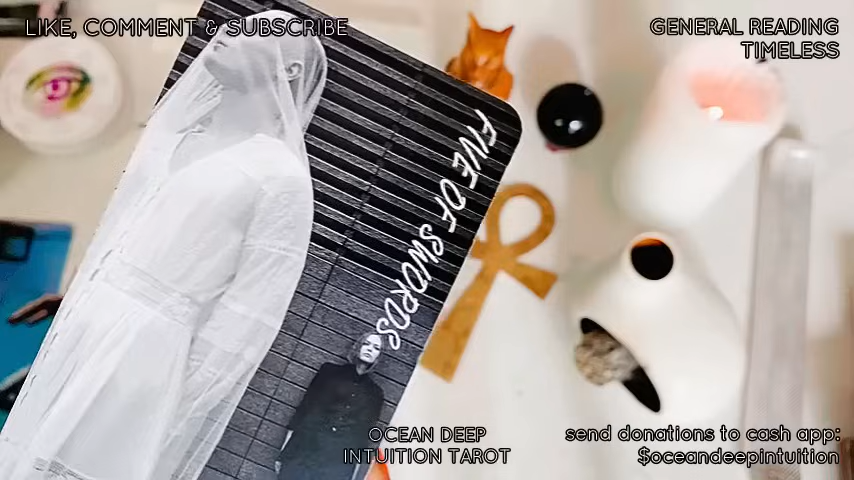 LIKE, COMMENT & SUBSCRIBE
GENERAL READING
TIMELESS
FIVE OF SWORDS
OCEAN DEEP
INTUITION TAROT
send donations to cash app:
$oceandeepintuition